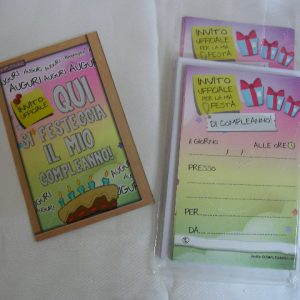 AUGURI
AUGURI
AUGURI AUGURI
INVITO
UFFICIALE
QUI
SI FESTEGGIA
IL MIO
COMPLEANNO!
AUGURI
AUGURI
AUGURI
INVITO
UFFICIALE
PER LA MIA
FESTA
INVITO
UFFICIALE
PER LA MIA
FESTA
DI COMPLEANNO!
IL GIORNO / / ALLE ORE
PRESSO
PER
DA